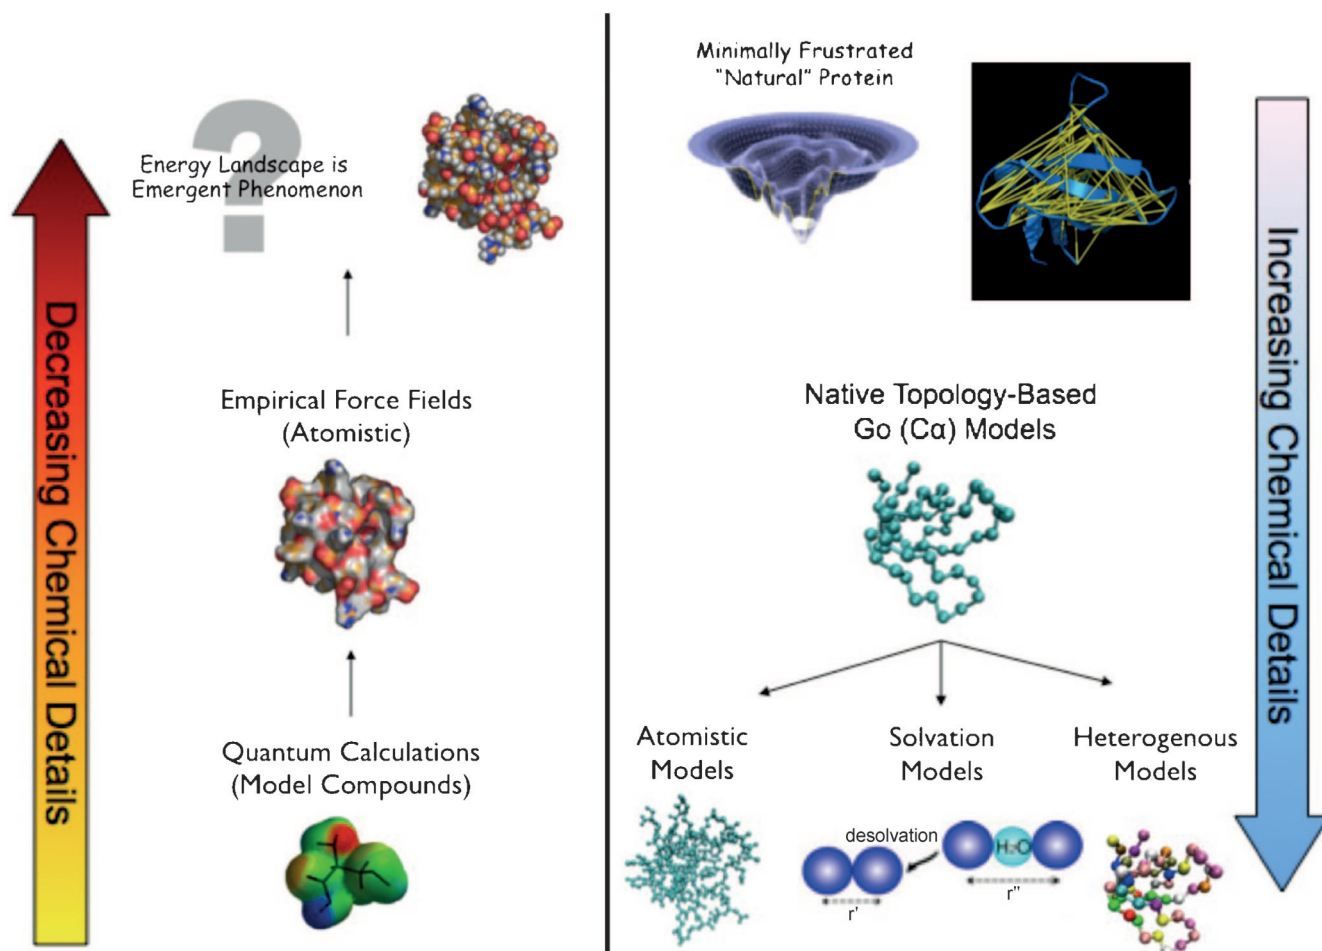 Decreasing Chemical Details
Energy Landscape is
Emergent Phenomenon
?
Empirical Force Fields
(Atomistic)
Quantum Calculations
(Model Compounds)
Minimally Frustrated
"Natural" Protein
Native Topology-Based
Go (Cα) Models
Atomistic
Models
Solvation
Models
Heterogenous
Models
desolvation
H₂O
r'
r"
Increasing Chemical Details